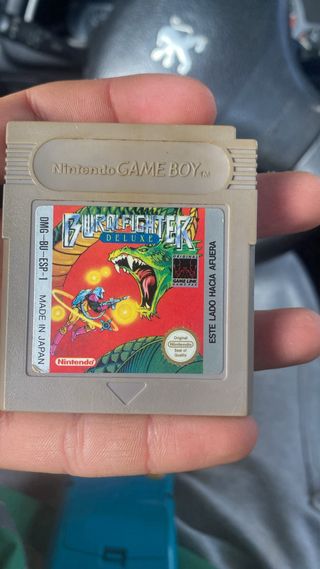 Nintendo GAME BOY TM
BURAI FIGHTER
DELUXE
DMG-BU-ESP-1
MADE IN JAPAN
ESTE LADO HACIA AFUERA
ORIGINAL
GAME LINK
Original
Nintendo
Seal of
Quality
Nintendo